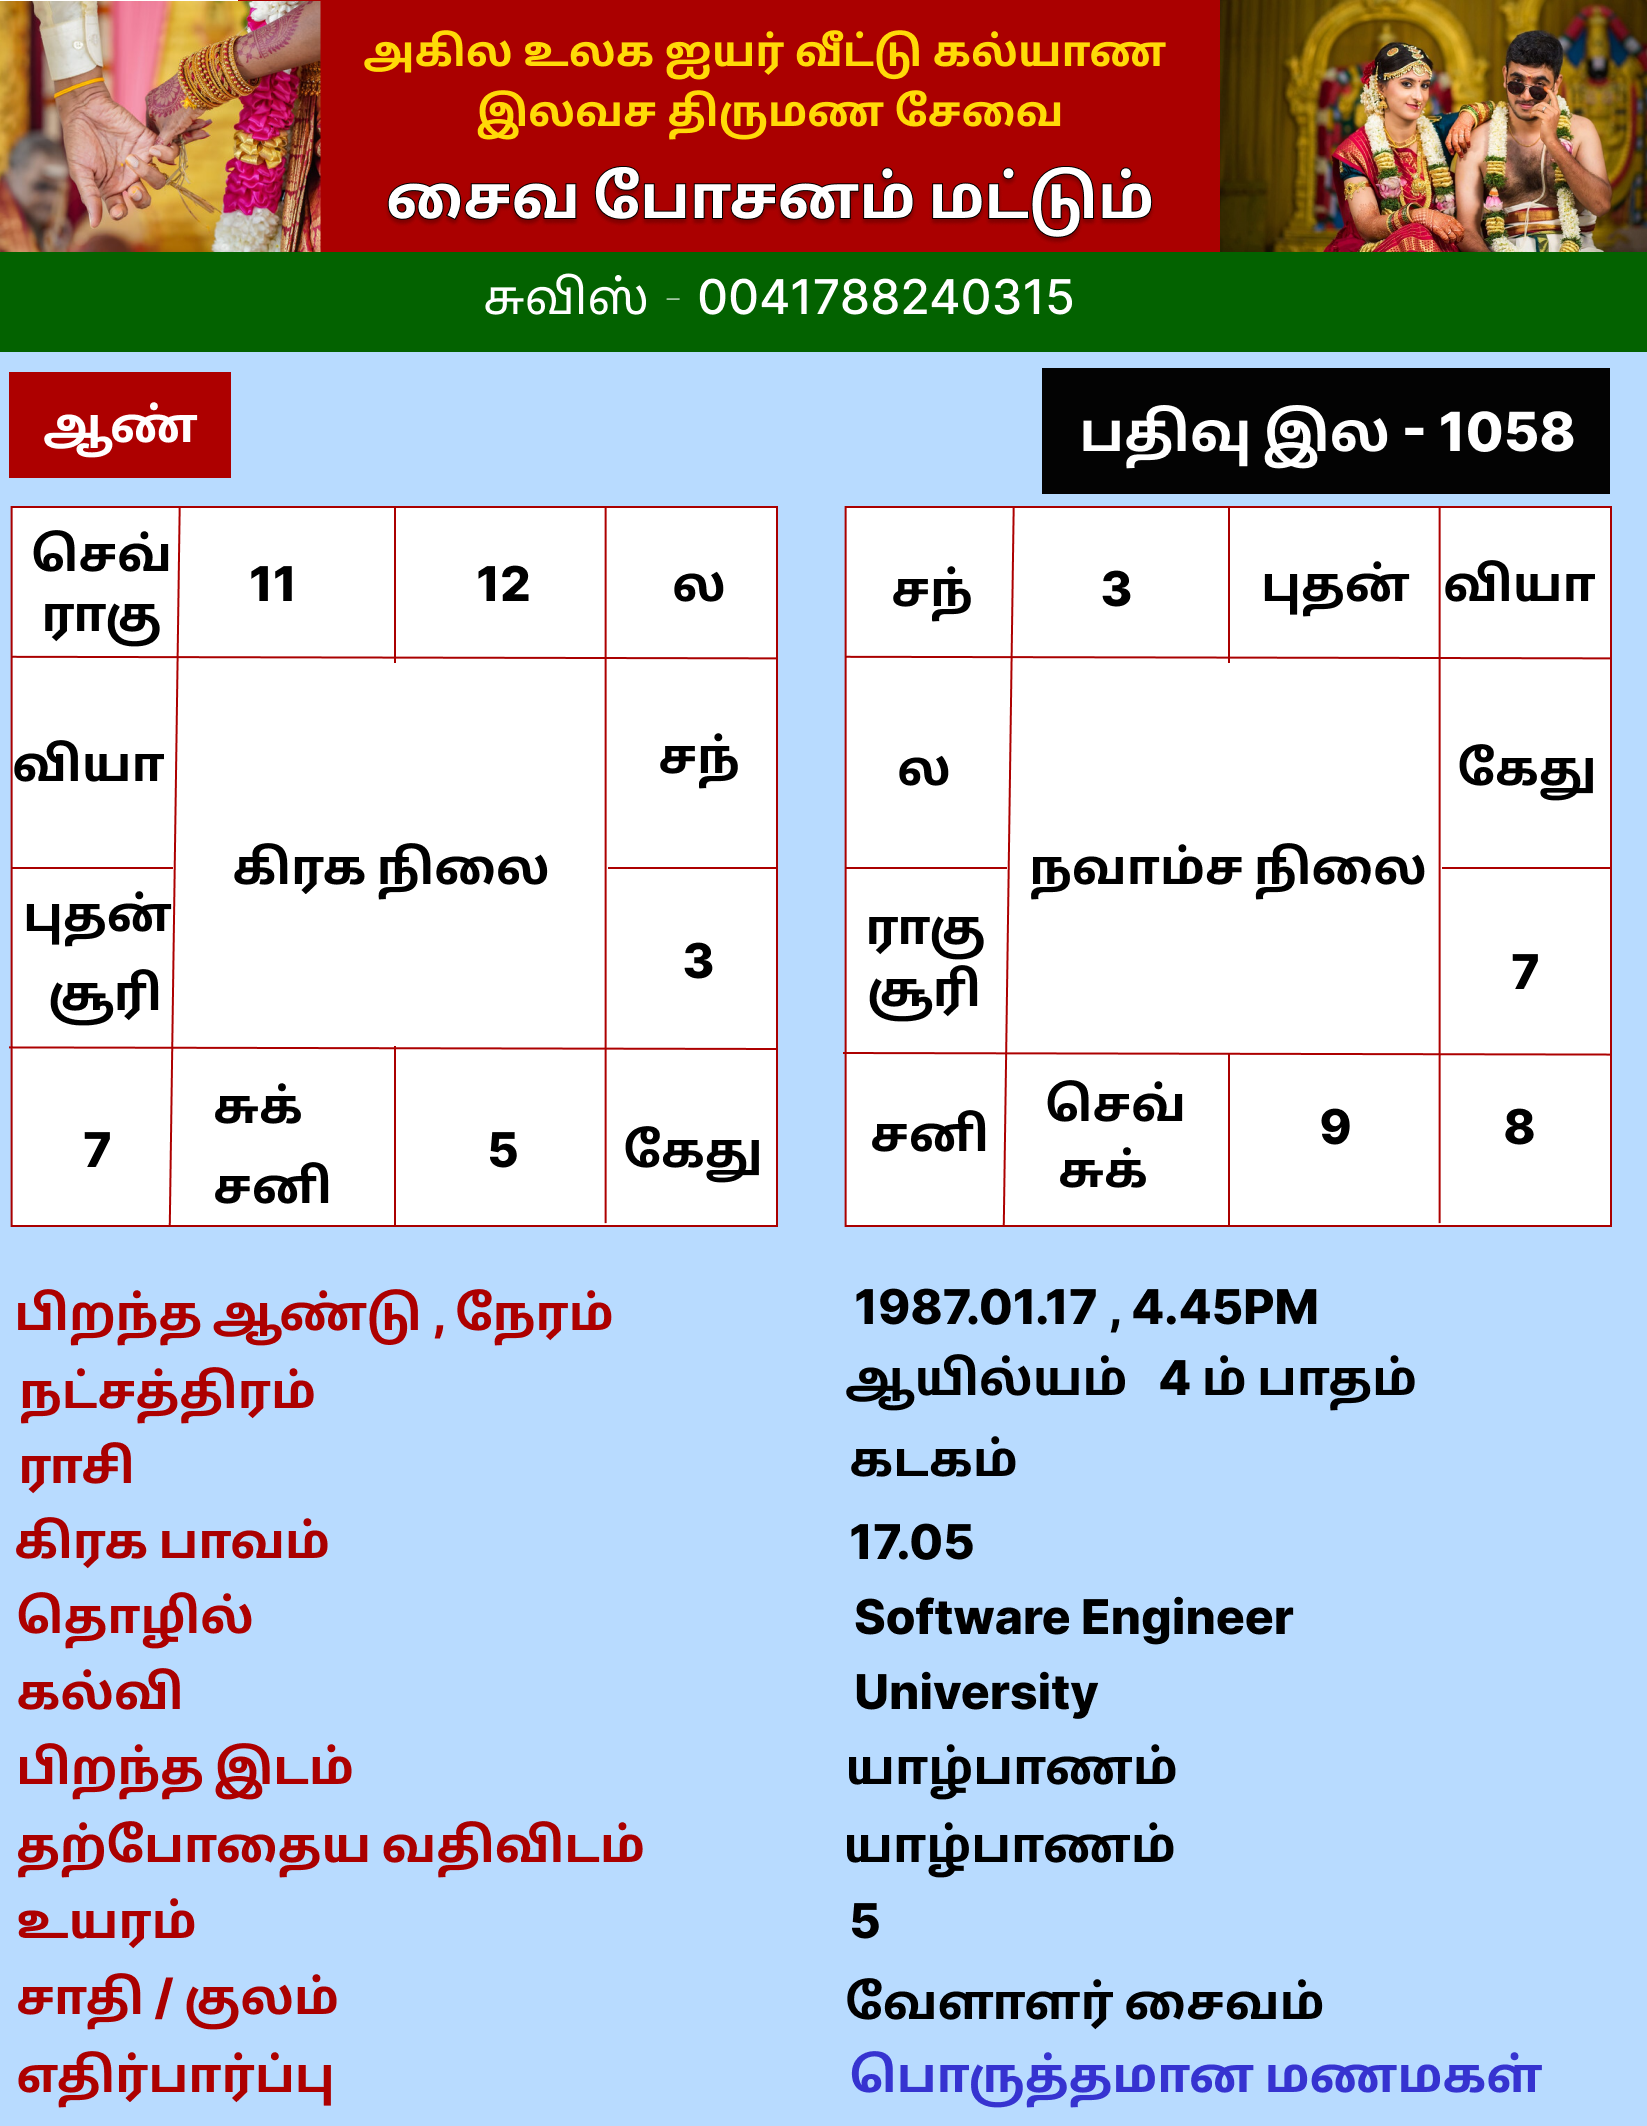 அகில உலக ஐயர் வீட்டு கல்யாண
இலவச திருமண சேவை
சைவ போசனம் மட்டும்
சுவிஸ் - 0041788240315
ஆண்
பதிவு இல - 1058
செவ்
ராகு
11
12
ல
வியா
சந்
கிரக நிலை
புதன்
சூரி
3
7
சுக்
சனி
5
கேது
சந்
3
புதன்
வியா
ல
கேது
நவாம்ச நிலை
ராகு
சூரி
7
சனி
செவ்
சுக்
9
8
பிறந்த ஆண்டு , நேரம் 1987.01.17 , 4.45PM
நட்சத்திரம் ஆயில்யம் 4 ம் பாதம்
ராசி கடகம்
கிரக பாவம் 17.05
தொழில் Software Engineer
கல்வி University
பிறந்த இடம் யாழ்பாணம்
தற்போதைய வதிவிடம் யாழ்பாணம்
உயரம் 5
சாதி / குலம் வேளாளர் சைவம்
எதிர்பார்ப்பு பொருத்தமான மணமகள்